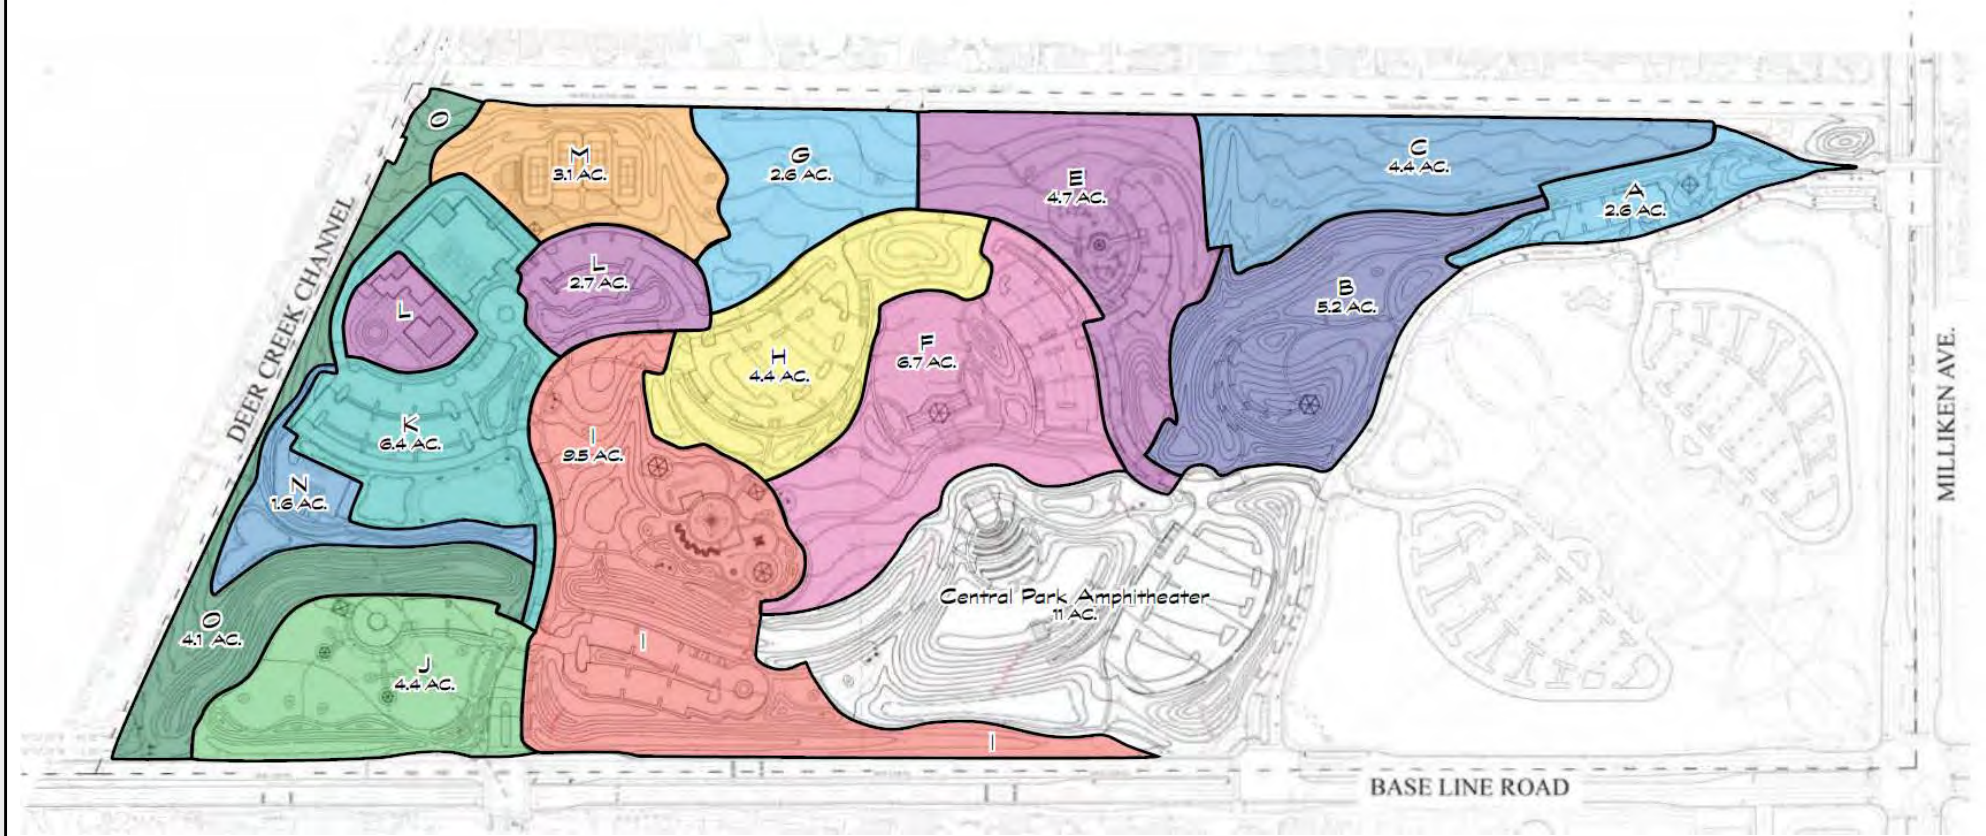 O
M
3.1 AC.
G
2.6 AC.
E
4.7 AC.
C
4.4 AC.
A
2.6 AC.
L
2.7 AC.
L
B
5.2 AC.
H
4.4 AC.
F
6.7 AC.
DEER CREEK CHANNEL
K
6.4 AC.
I
9.5 AC.
N
1.6 AC.
MILLIKEN AVE.
Central Park Amphitheater
11 AC.
O
4.1 AC.
I
J
4.4 AC.
I
BASE LINE ROAD